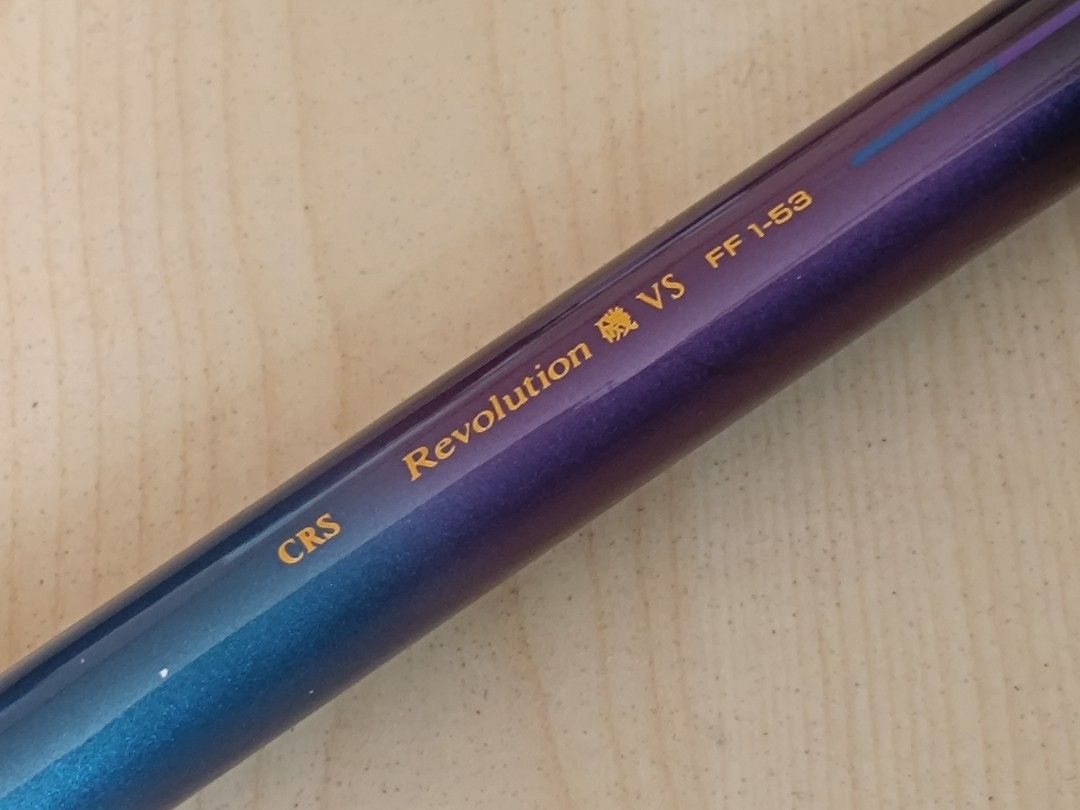 CRS Revolution 磯 VS FF 1-53